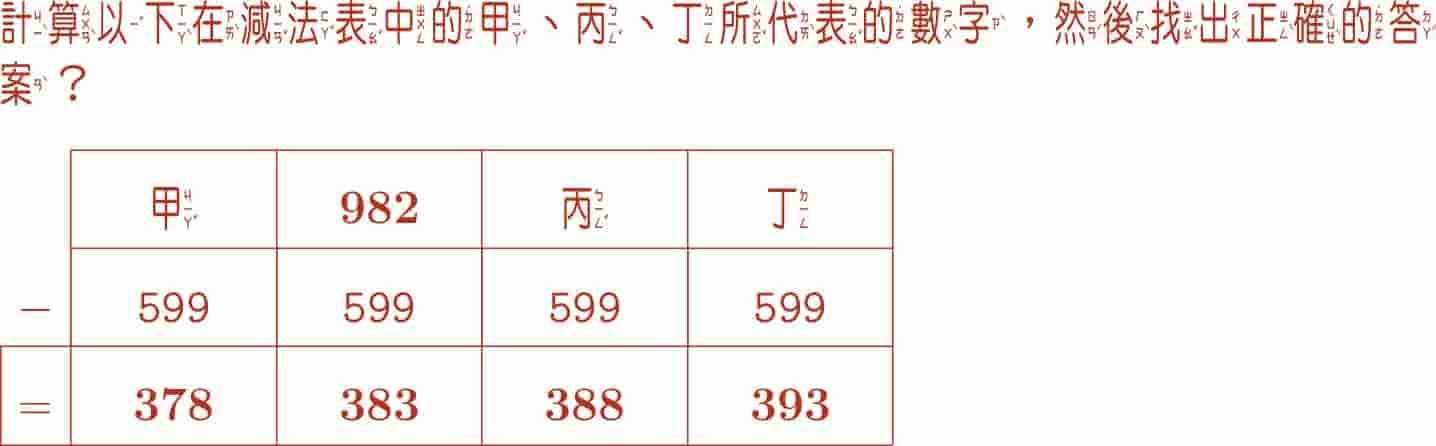 計算以下在減法表中的甲、丙、丁所代表的數字，然後找出正確的答
案？
甲 982 丙 丁
－ 599 599 599 599
＝ 378 383 388 393